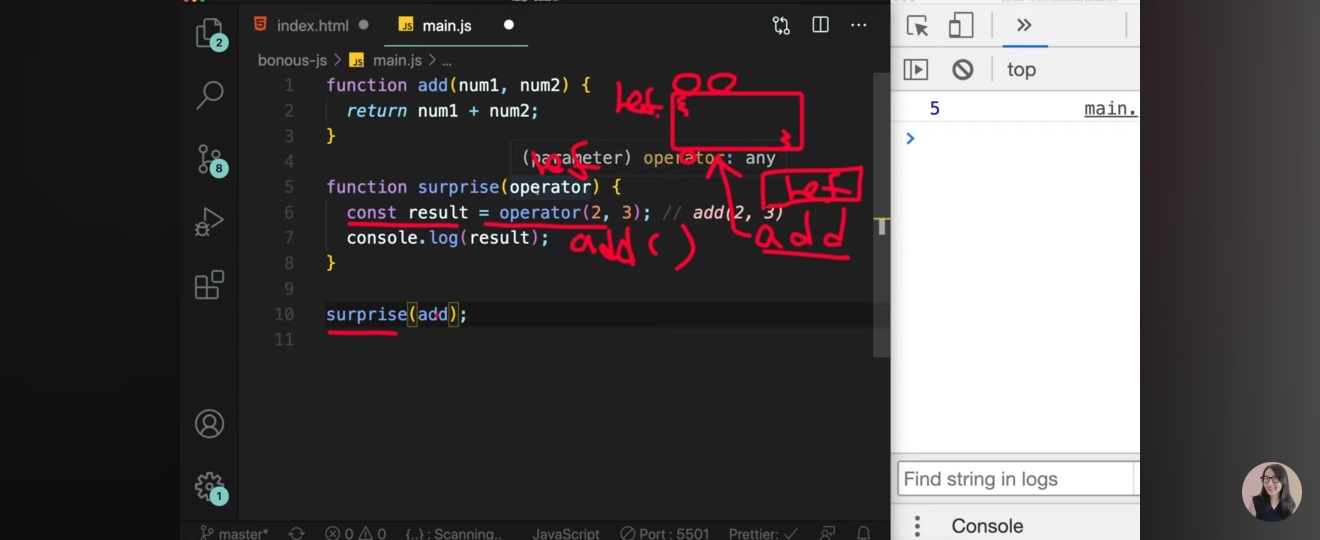 index.html
JS main.js
bonous-js > JS main.js > ...
1 function add(num1, num2) {
2 return num1 + num2;
3 }
4
(parameter) operator: any
5 function surprise(operator) {
6 const result = operator(2, 3); // add(2, 3)
7 console.log(result);
8 }
9
10 surprise(add);
11
ref.
ref
ref
add
add()
2
8
1
master*
0 0
{..} : Scanning..
JavaScript
Port : 5501
Prettier:
top
5 main.
Find string in logs
Console